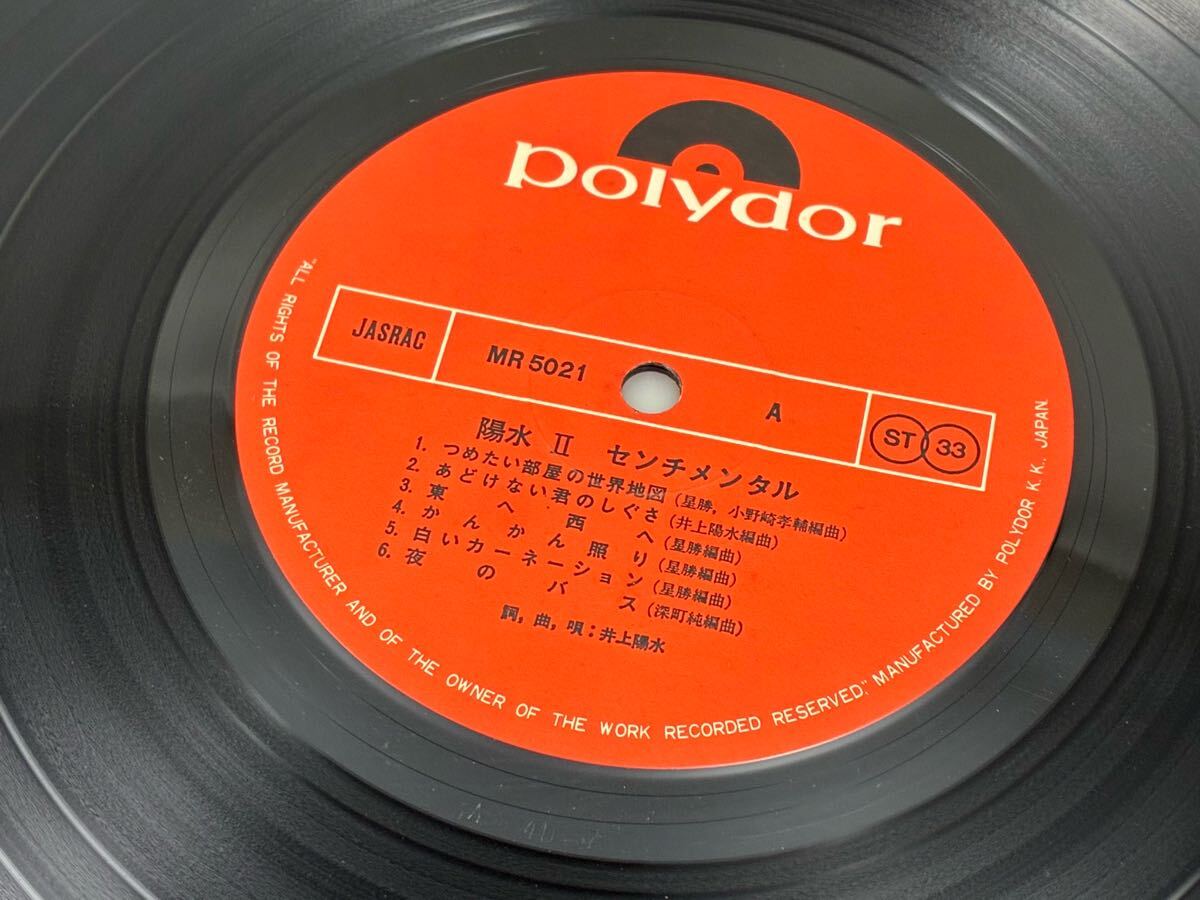 polydor
JASRAC
MR 5021
A
ST 33
陽水 II センチメンタル
1. つめたい部屋の世界地図 (星勝, 小野崎孝輔編曲)
2. あどけない君のしぐさ (井上陽水編曲)
3. 東へ西へ (星勝編曲)
4. かんかん照り (星勝編曲)
5. 白いカーネーション (星勝編曲)
6. 夜のバス (深町純編曲)
詞, 曲, 唄:井上陽水
"ALL RIGHTS OF THE RECORD MANUFACTURER AND OF THE OWNER OF THE WORK RECORDED RESERVED." MANUFACTURED BY POLYDOR K.K., JAPAN.